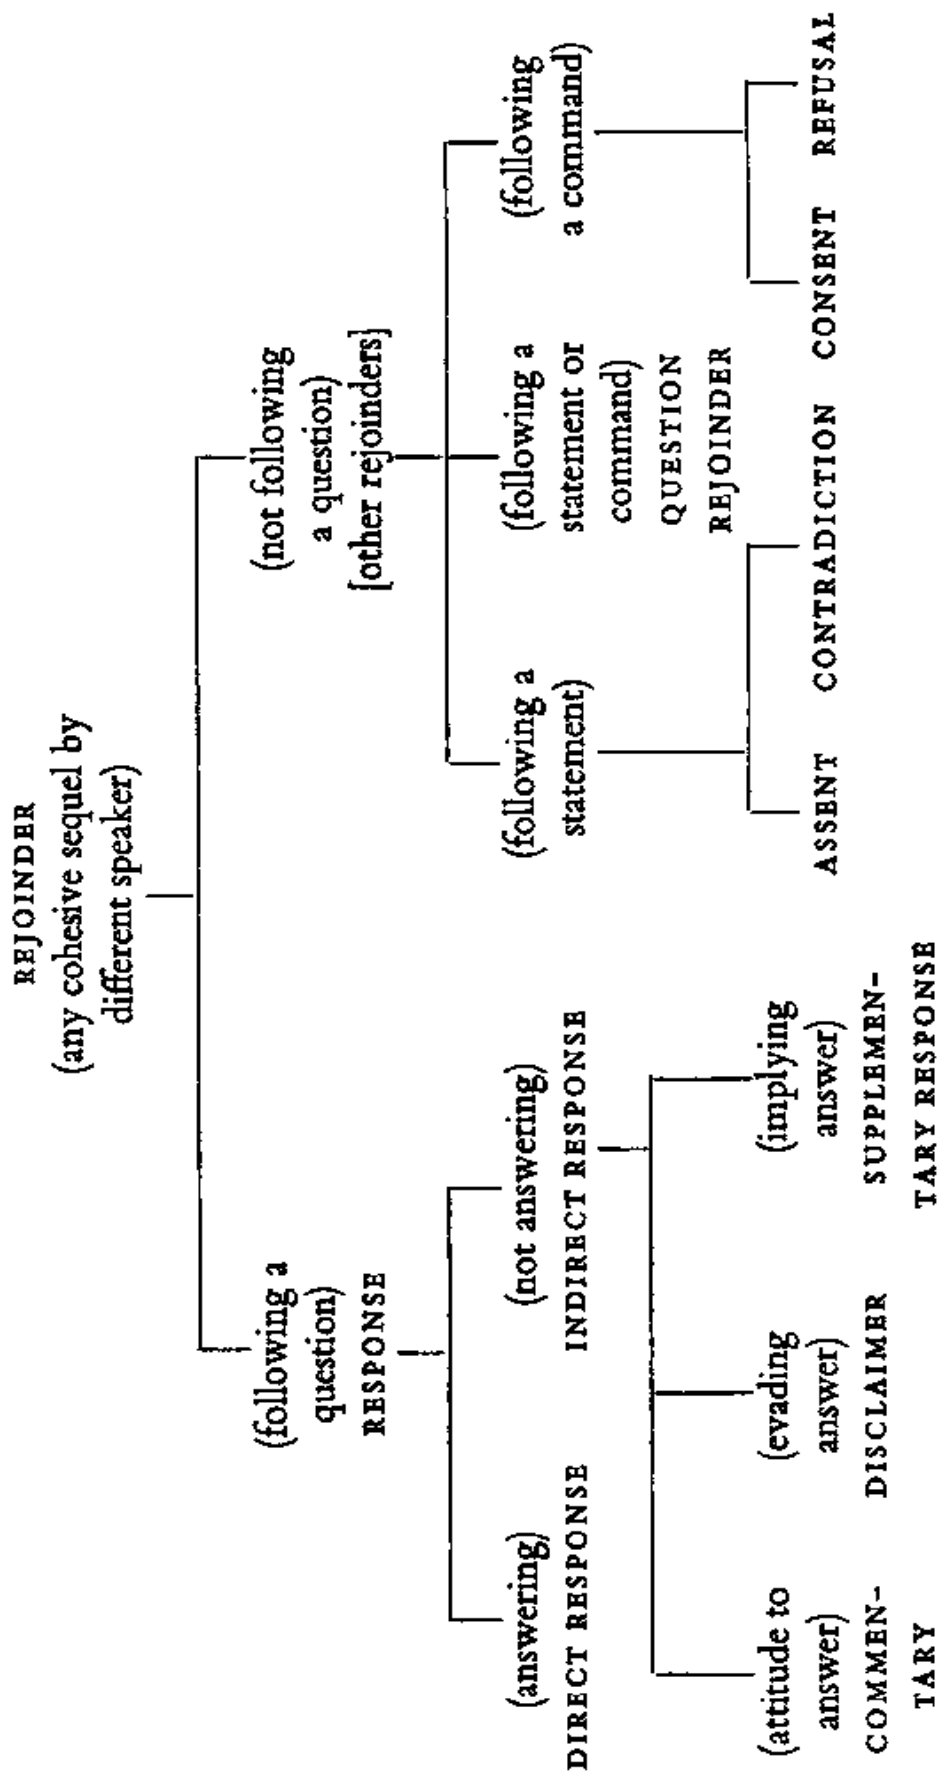 REJOINDER
(any cohesive sequel by
different speaker)
(following a
question)
RESPONSE
(not following
a question)
[other rejoinders]
(answering)
DIRECT RESPONSE
(not answering)
INDIRECT RESPONSE
(following a
statement)
(following a
statement or
command)
QUESTION
REJOINDER
(following
a command)
(attitude to
answer)
COMMEN-
TARY
(evading
answer)
DISCLAIMER
(implying
answer)
SUPPLEMEN-
TARY RESPONSE
ASSENT
CONTRADICTION
CONSENT
REFUSAL